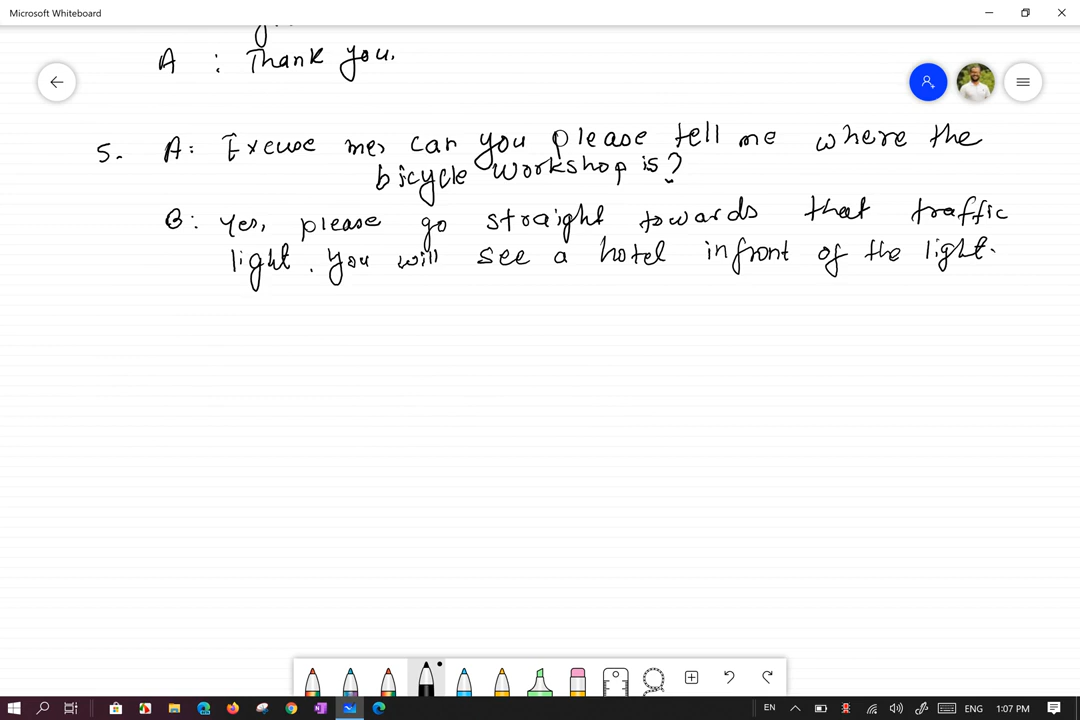 Microsoft Whiteboard
A : Thank you.
5. A: Excuse me, can you please tell me where the
bicycle workshop is?
B: Yes, please go straight towards that traffic
light. You will see a hotel infront of the light.
EN ENG 1:07 PM